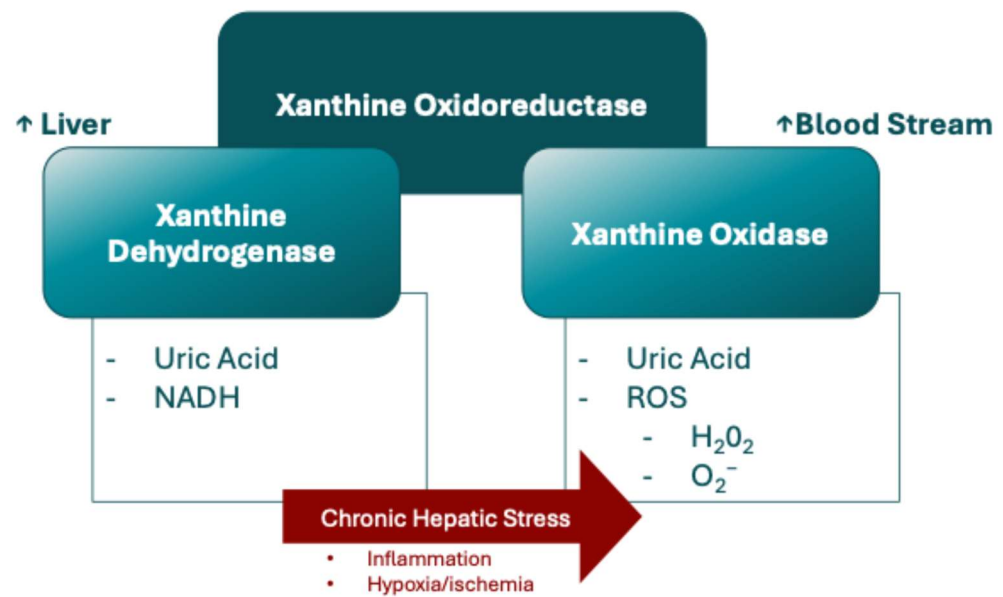 Xanthine Oxidoreductase
↑ Liver
↑Blood Stream
Xanthine
Dehydrogenase
Xanthine Oxidase
- Uric Acid
- NADH
- Uric Acid
- ROS
- H₂0₂
- O₂⁻
Chronic Hepatic Stress
• Inflammation
• Hypoxia/ischemia